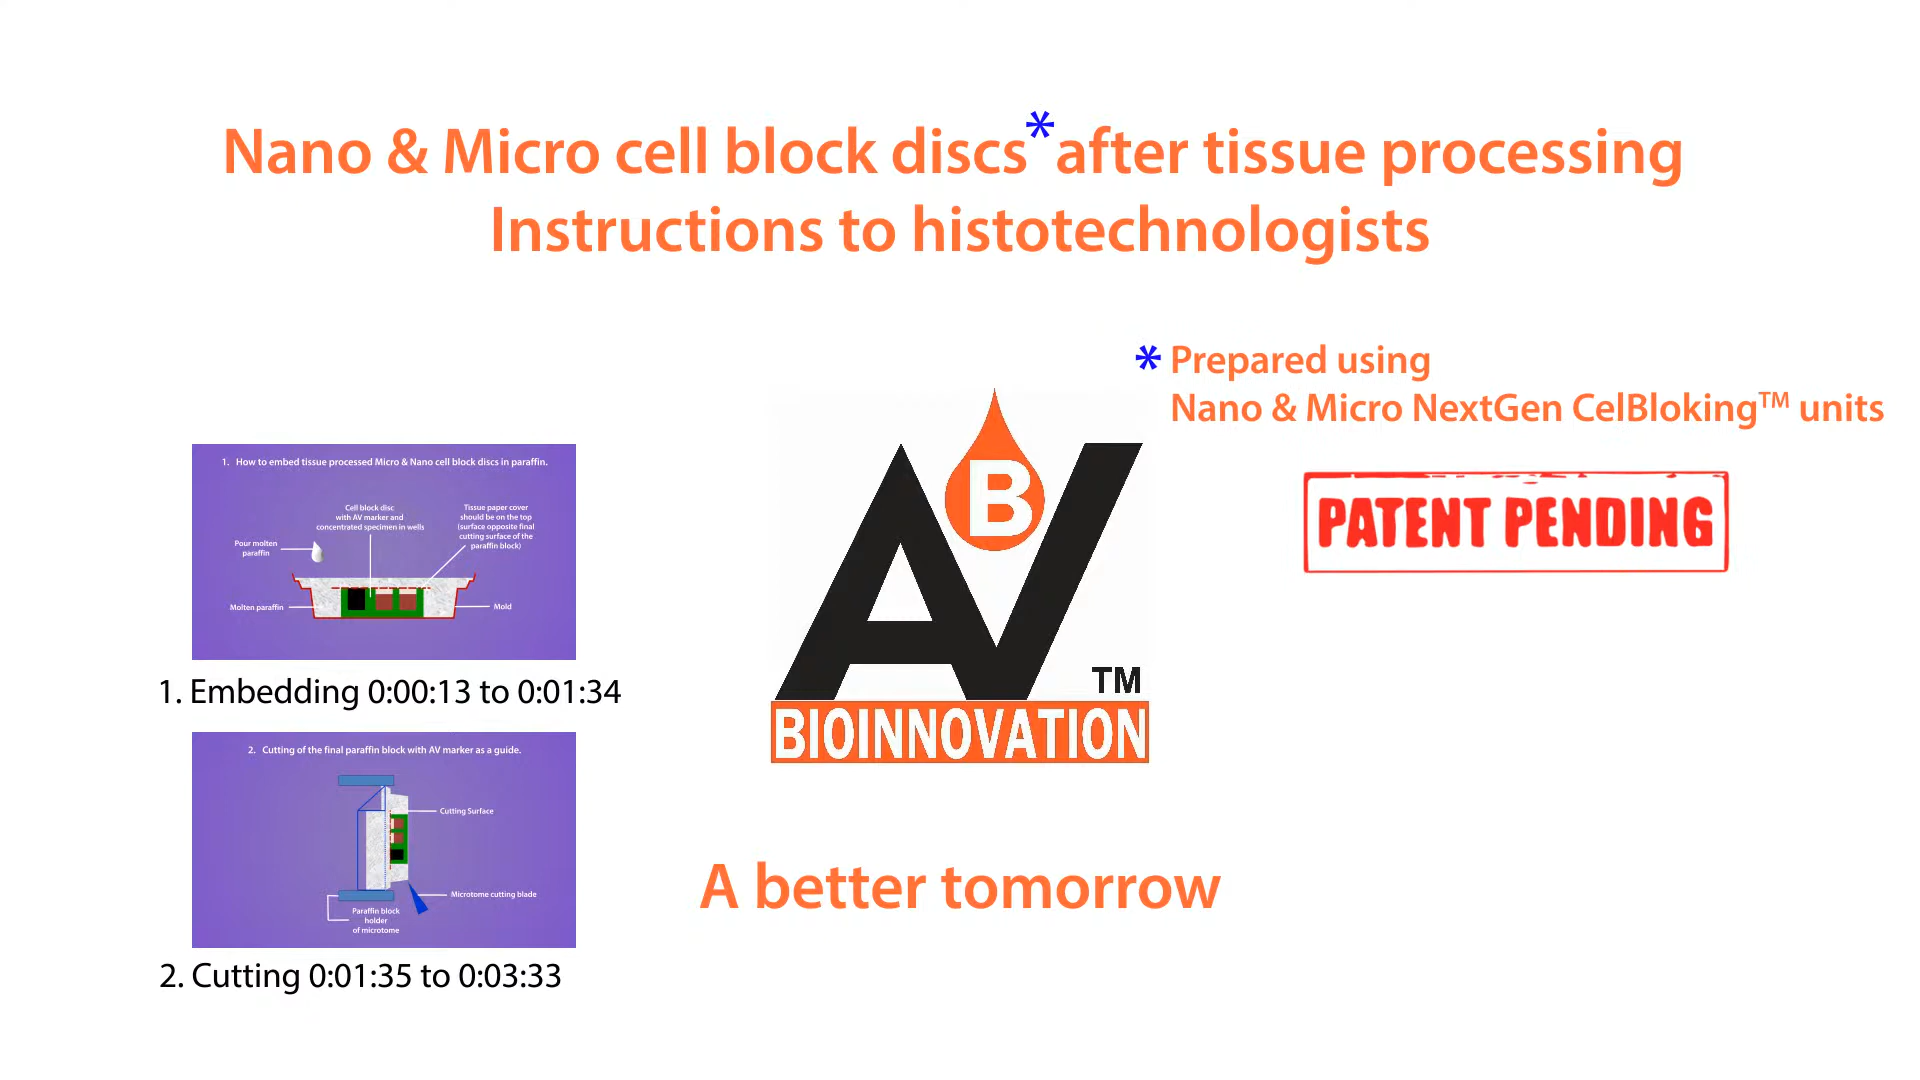 Nano & Micro cell block discs* after tissue processing
Instructions to histotechnologists
* Prepared using
Nano & Micro NextGen CelBloking™ units
PATENT PENDING
1. How to embed tissue processed Micro & Nano cell block discs in paraffin.
Cell block disc
with AV marker and
concentrated specimen in wells
Tissue paper cover
should be on the top
(surface opposite final
cutting surface of the
paraffin block)
Pour molten
paraffin
Molten paraffin
Mold
1. Embedding 0:00:13 to 0:01:34
2. Cutting of the final paraffin block with AV marker as a guide.
Cutting Surface
Microtome cutting blade
Paraffin block
holder
of microtome
2. Cutting 0:01:35 to 0:03:33
B
AV
TM
BIOINNOVATION
A better tomorrow